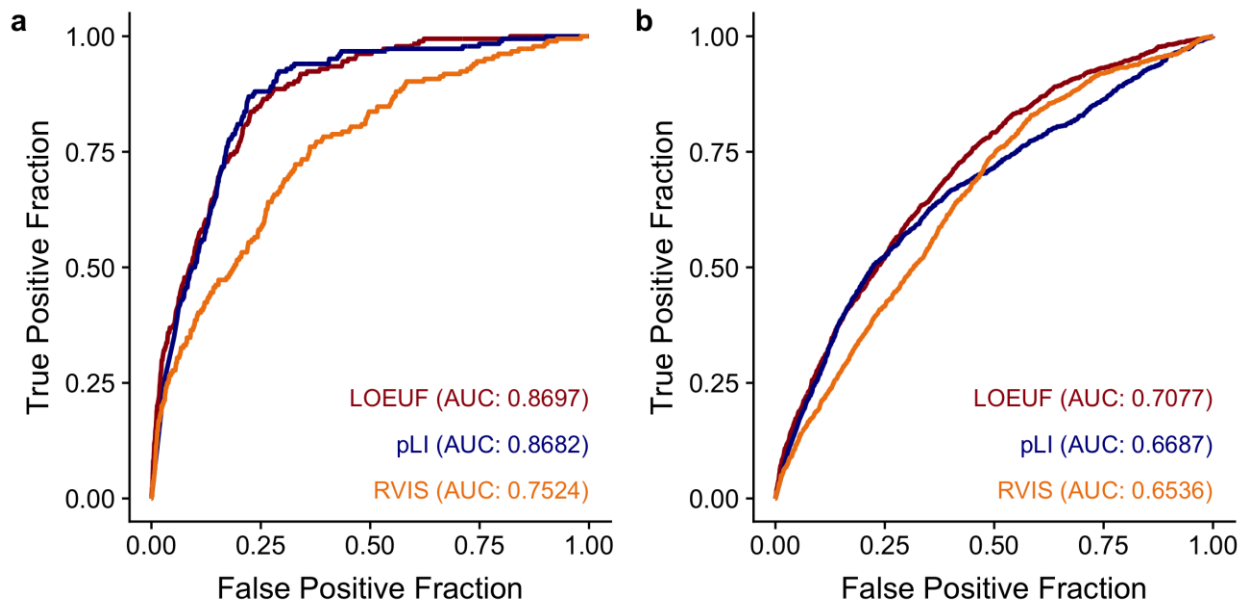 a
1.00
0.75
0.50
0.25
0.00
True Positive Fraction
LOEUF (AUC: 0.8697)
pLI (AUC: 0.8682)
RVIS (AUC: 0.7524)
0.00 0.25 0.50 0.75 1.00
False Positive Fraction
b
1.00
0.75
0.50
0.25
0.00
True Positive Fraction
LOEUF (AUC: 0.7077)
pLI (AUC: 0.6687)
RVIS (AUC: 0.6536)
0.00 0.25 0.50 0.75 1.00
False Positive Fraction